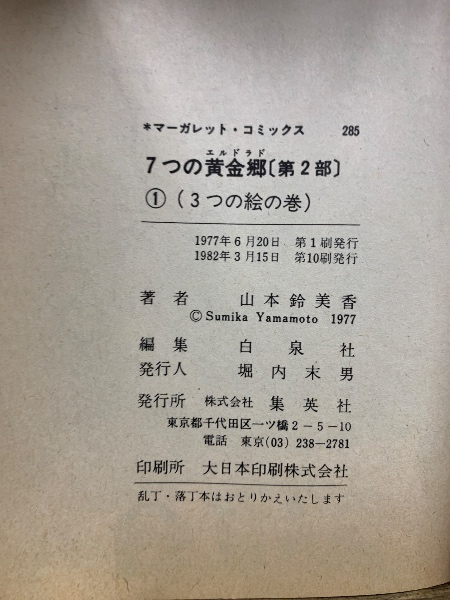 *マーガレット・コミックス 285
エルドラド
7つの黄金郷〔第2部〕
①(3つの絵の巻)
1977年6月20日 第1刷発行
1982年3月15日 第10刷発行
著者 山本鈴美香
©Sumika Yamamoto 1977
編集 白泉社
発行人 堀内末男
発行所 株式会社 集英社
東京都千代田区一ツ橋2-5-10
電話 東京(03) 238-2781
印刷所 大日本印刷株式会社
乱丁・落丁本はおとりかえいたします